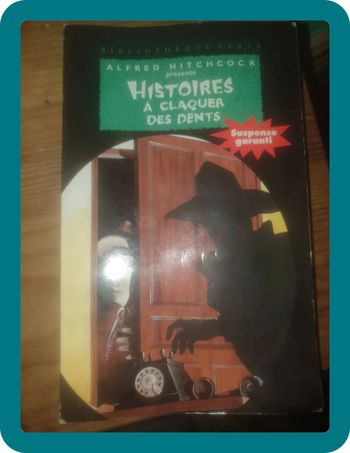 BIBLIOTHÈQUE VERTE
ALFRED HITCHCOCK
présente
HISTOIRES
À CLAQUER
DES DENTS
Suspense
garanti